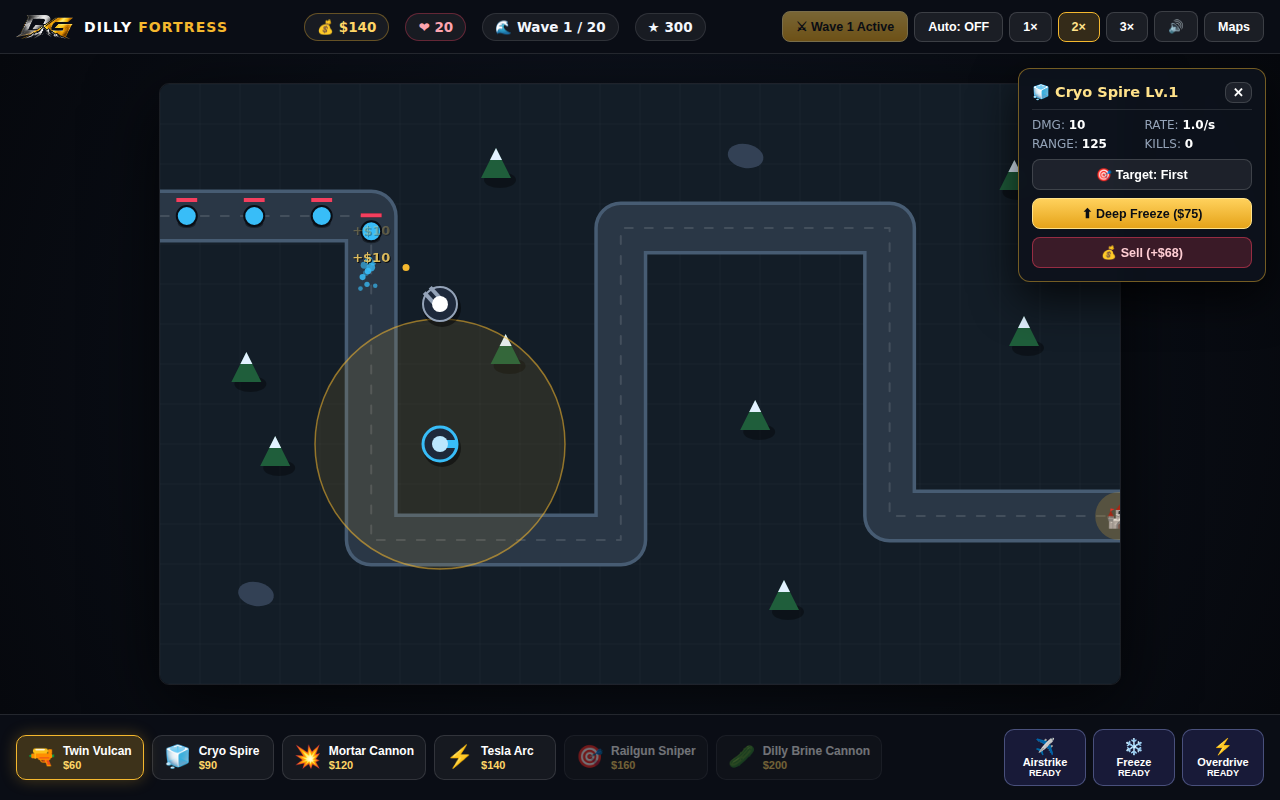 DILLY FORTRESS
💰 $140
❤ 20
🌊 Wave 1 / 20
★ 300
⚔ Wave 1 Active
Auto: OFF
1×
2×
3×
Maps
🧊 Cryo Spire Lv.1
✕
DMG: 10
RATE: 1.0/s
RANGE: 125
KILLS: 0
🎯 Target: First
⬆ Deep Freeze ($75)
💰 Sell (+$68)
+$10
+$10
Twin Vulcan
$60
Cryo Spire
$90
Mortar Cannon
$120
Tesla Arc
$140
Railgun Sniper
$160
Dilly Brine Cannon
$200
Airstrike
READY
Freeze
READY
Overdrive
READY